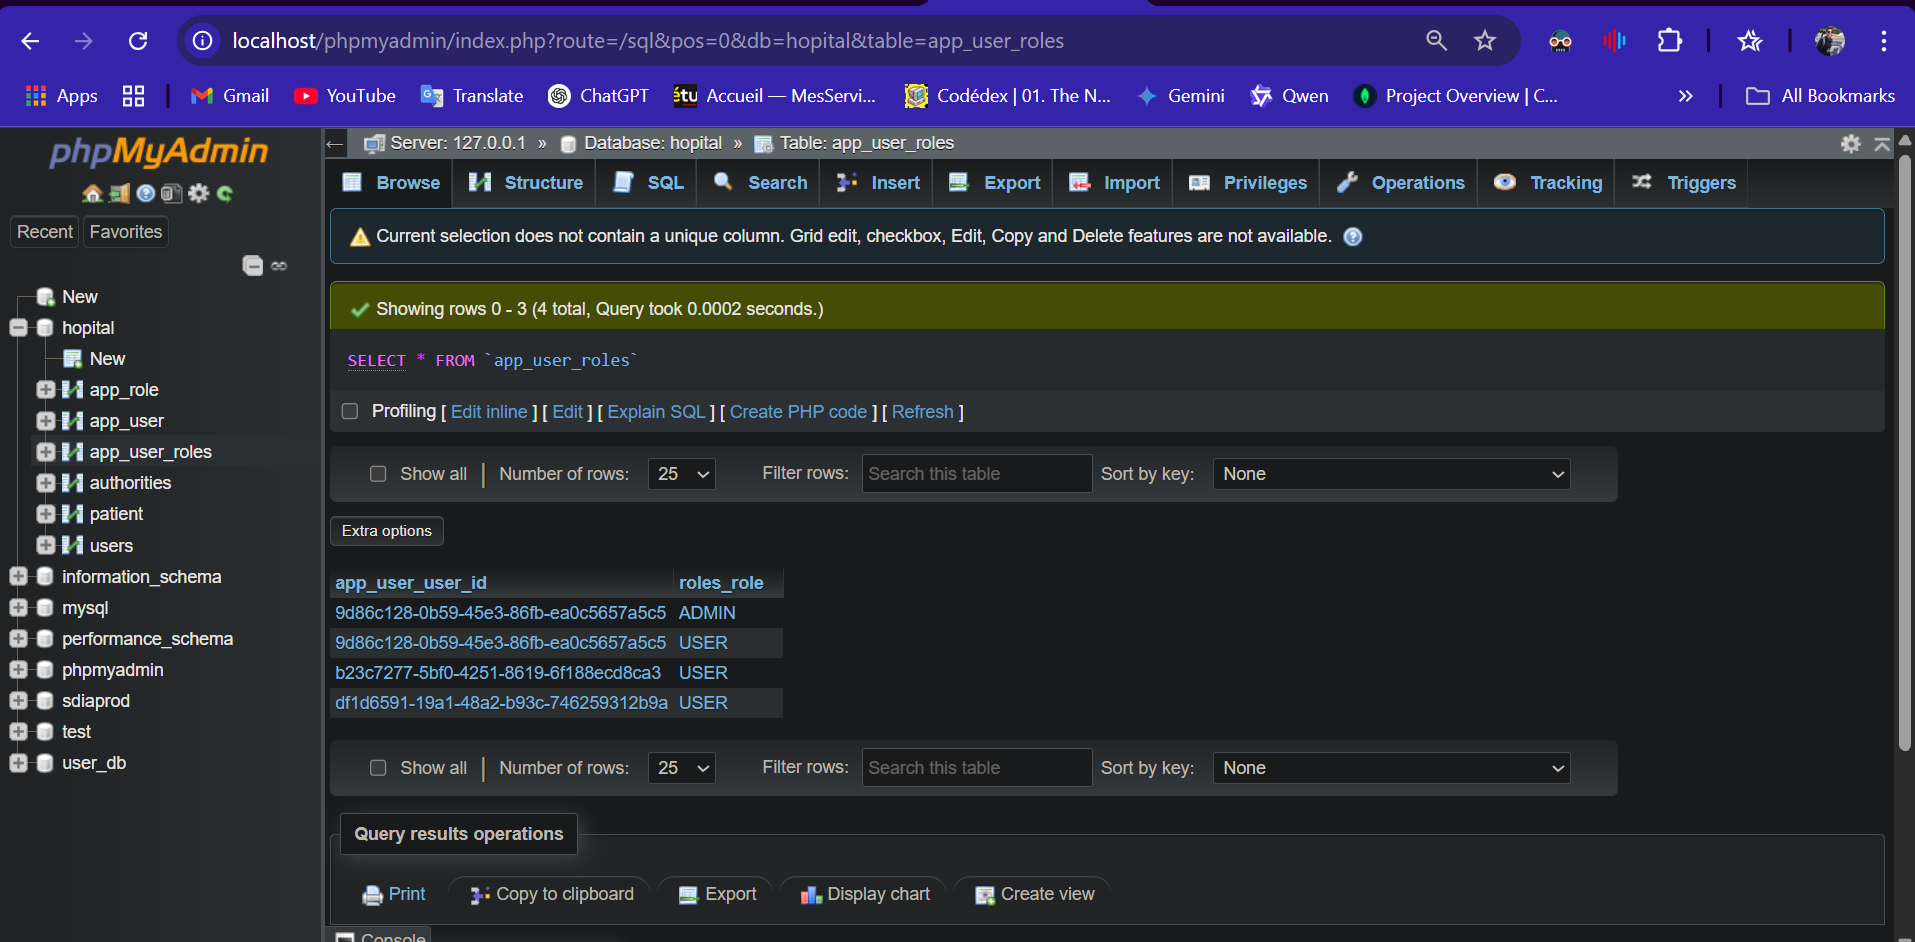 localhost/phpmyadmin/index.php?route=/sql&pos=0&db=hopital&table=app_user_roles
Apps Gmail YouTube Translate ChatGPT étu Accueil — MesServi... Codédex | 01. The N... Gemini Qwen Project Overview | C... » All Bookmarks
phpMyAdmin
Recent Favorites
New
hopital
New
app_role
app_user
app_user_roles
authorities
patient
users
information_schema
mysql
performance_schema
phpmyadmin
sdiaprod
test
user_db
Server: 127.0.0.1 » Database: hopital » Table: app_user_roles
Browse Structure SQL Search Insert Export Import Privileges Operations Tracking Triggers
Current selection does not contain a unique column. Grid edit, checkbox, Edit, Copy and Delete features are not available.
Showing rows 0 - 3 (4 total, Query took 0.0002 seconds.)
SELECT * FROM `app_user_roles`
Profiling [ Edit inline ] [ Edit ] [ Explain SQL ] [ Create PHP code ] [ Refresh ]
Show all | Number of rows: 25 Filter rows: Search this table Sort by key: None
Extra options
app_user_user_id roles_role
9d86c128-0b59-45e3-86fb-ea0c5657a5c5 ADMIN
9d86c128-0b59-45e3-86fb-ea0c5657a5c5 USER
b23c7277-5bf0-4251-8619-6f188ecd8ca3 USER
df1d6591-19a1-48a2-b93c-746259312b9a USER
Show all | Number of rows: 25 Filter rows: Search this table Sort by key: None
Query results operations
Print Copy to clipboard Export Display chart Create view
Console